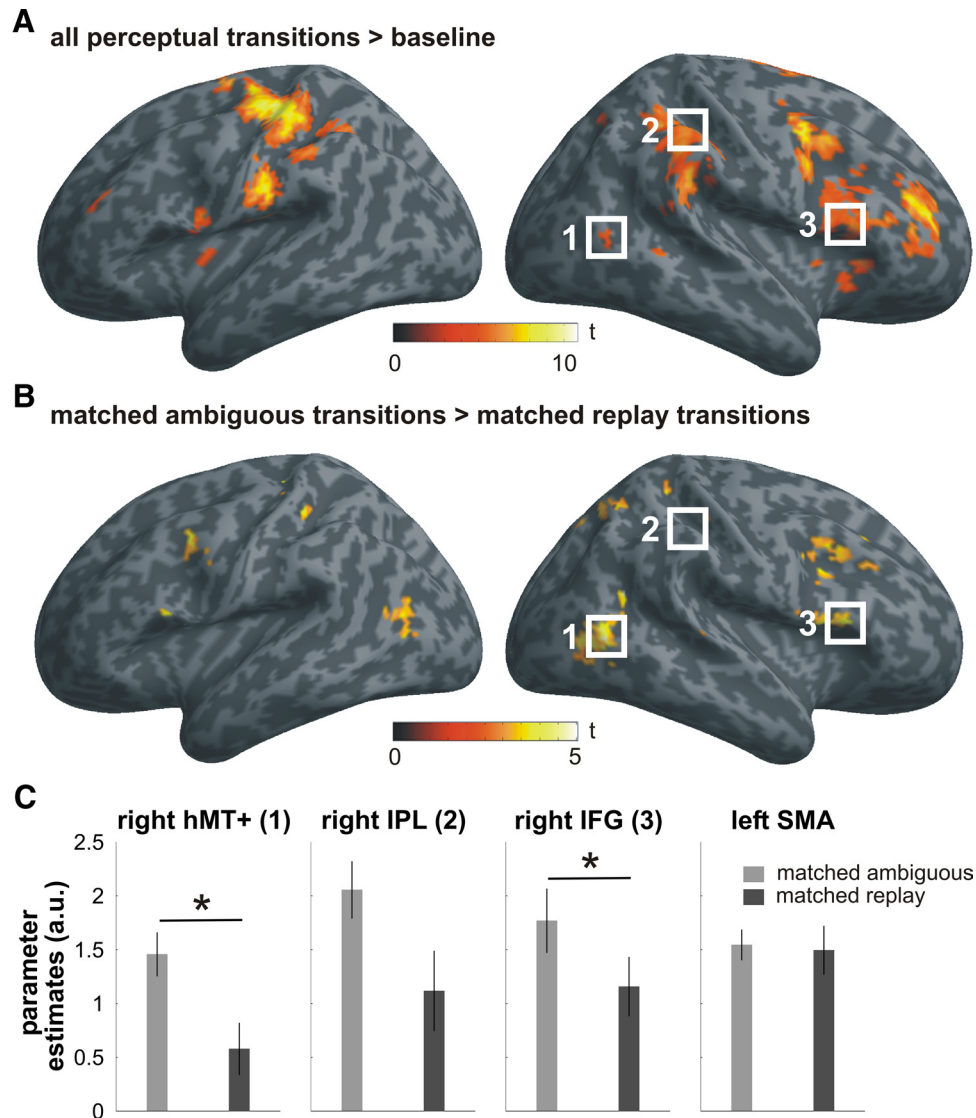 A
all perceptual transitions > baseline
2
1
3
t
0
10
B
matched ambiguous transitions > matched replay transitions
2
1
3
t
0
5
C
right hMT+ (1)
right IPL (2)
right IFG (3)
left SMA
parameter
estimates (a.u.)
2.5
2
1.5
1
0.5
0
*
*
matched ambiguous
matched replay